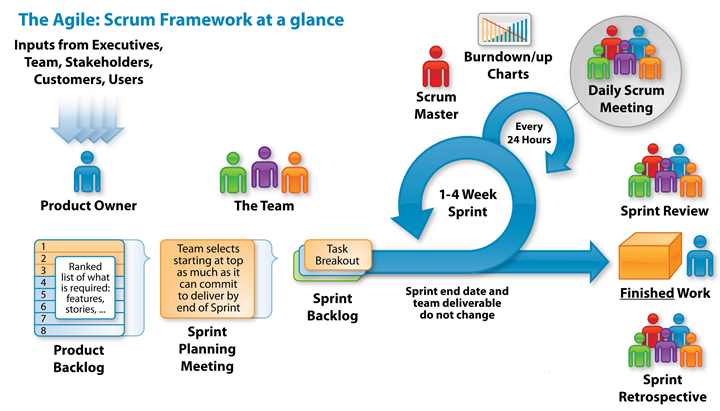 The Agile: Scrum Framework at a glance
Inputs from Executives,
Team, Stakeholders,
Customers, Users
Product Owner
The Team
Scrum
Master
Burndown/up
Charts
Daily Scrum
Meeting
Every
24 Hours
1-4 Week
Sprint
Sprint Review
1
2
3
4
5
6
7
8
Ranked
list of what
is required:
features,
stories, ...
Product
Backlog
Team selects
starting at top
as much as it
can commit
to deliver by
end of Sprint
Sprint
Planning
Meeting
Task
Breakout
Sprint
Backlog
Sprint end date and
team deliverable
do not change
Finished Work
Sprint
Retrospective